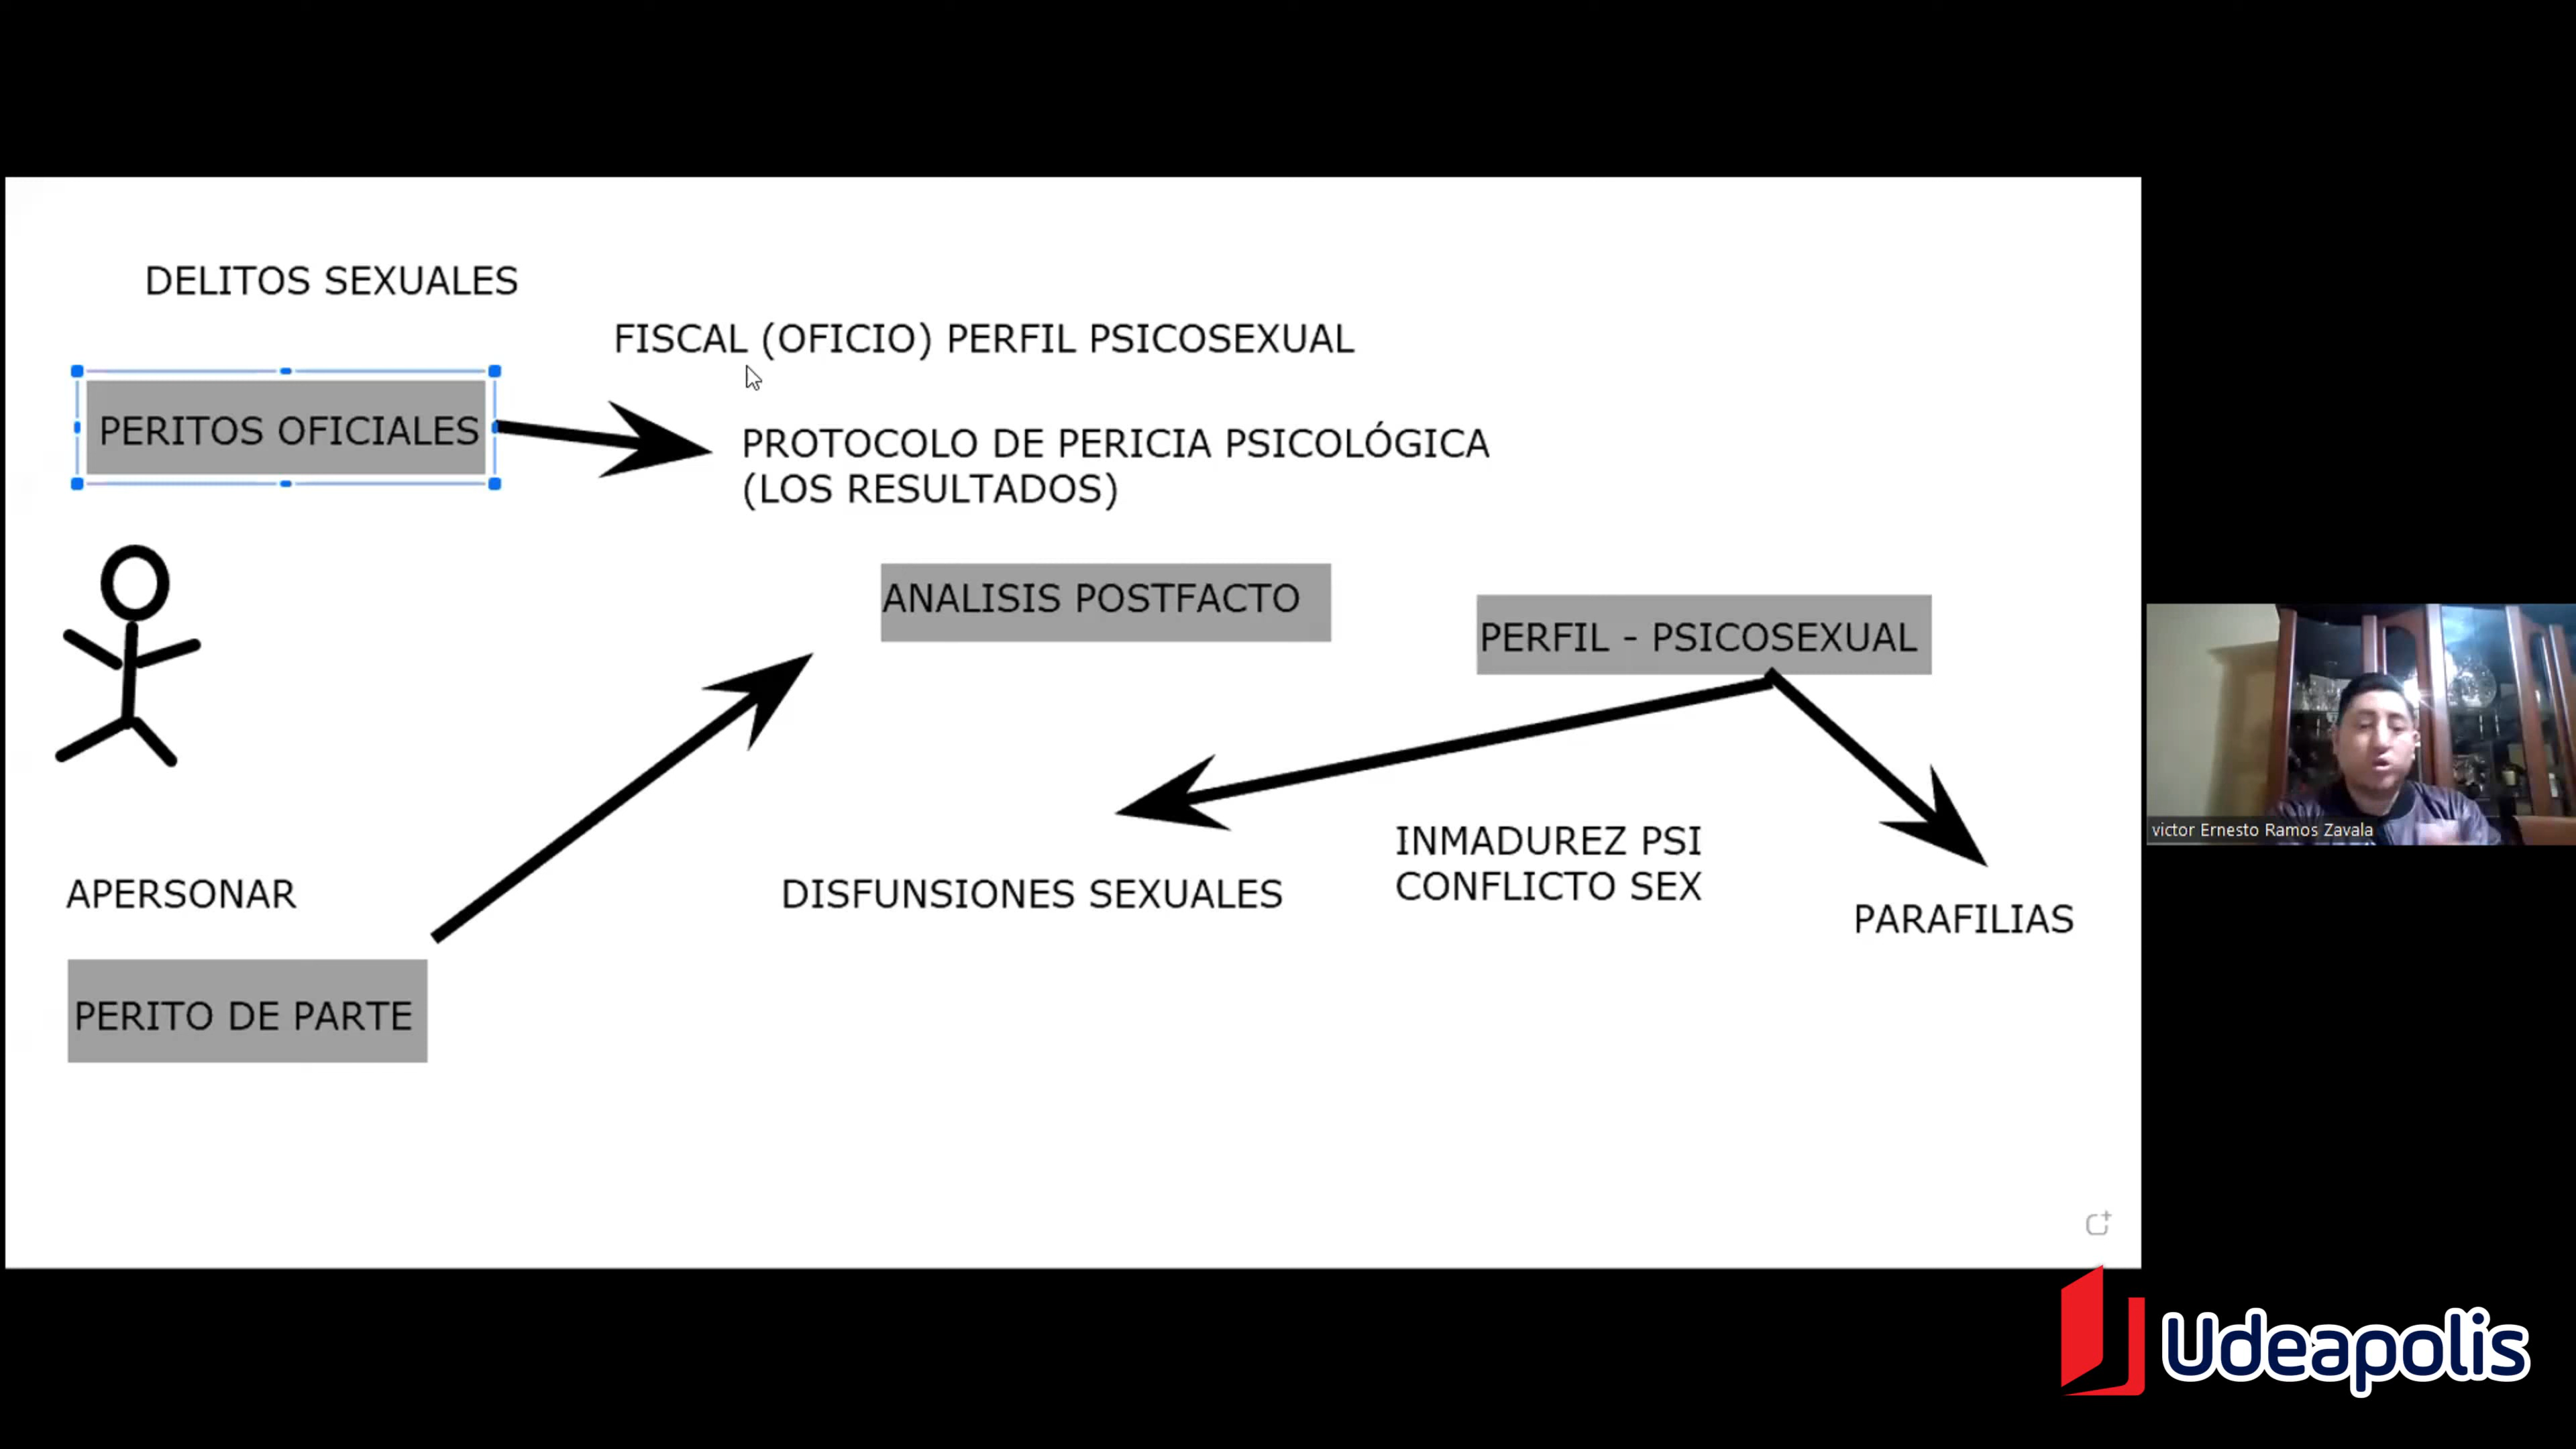 DELITOS SEXUALES
FISCAL (OFICIO) PERFIL PSICOSEXUAL
PERITOS OFICIALES
PROTOCOLO DE PERICIA PSICOLÓGICA
(LOS RESULTADOS)
ANALISIS POSTFACTO
PERFIL - PSICOSEXUAL
INMADUREZ PSI
CONFLICTO SEX
DISFUNSIONES SEXUALES
PARAFILIAS
APERSONAR
PERITO DE PARTE
victor Ernesto Ramos Zavala
Udeapolis